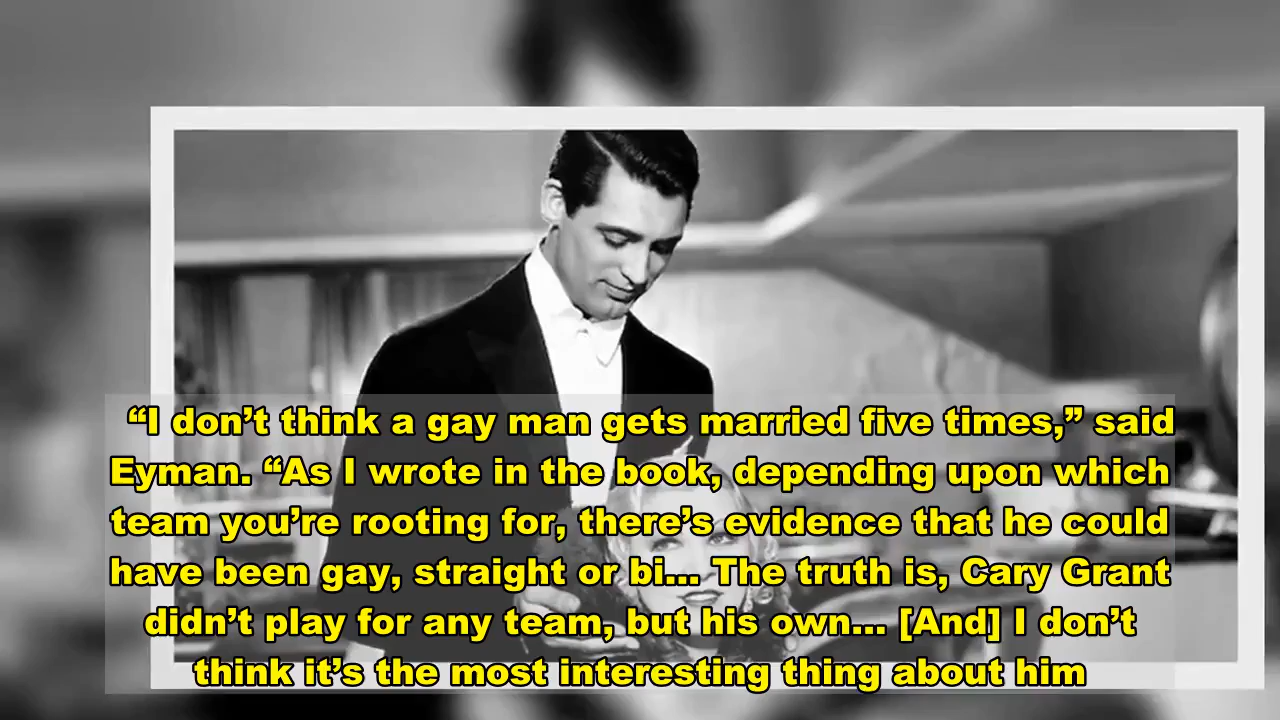 “I don’t think a gay man gets married five times,” said
Eyman. “As I wrote in the book, depending upon which
team you’re rooting for, there’s evidence that he could
have been gay, straight or bi... The truth is, Cary Grant
didn’t play for any team, but his own... [And] I don’t
think it’s the most interesting thing about him